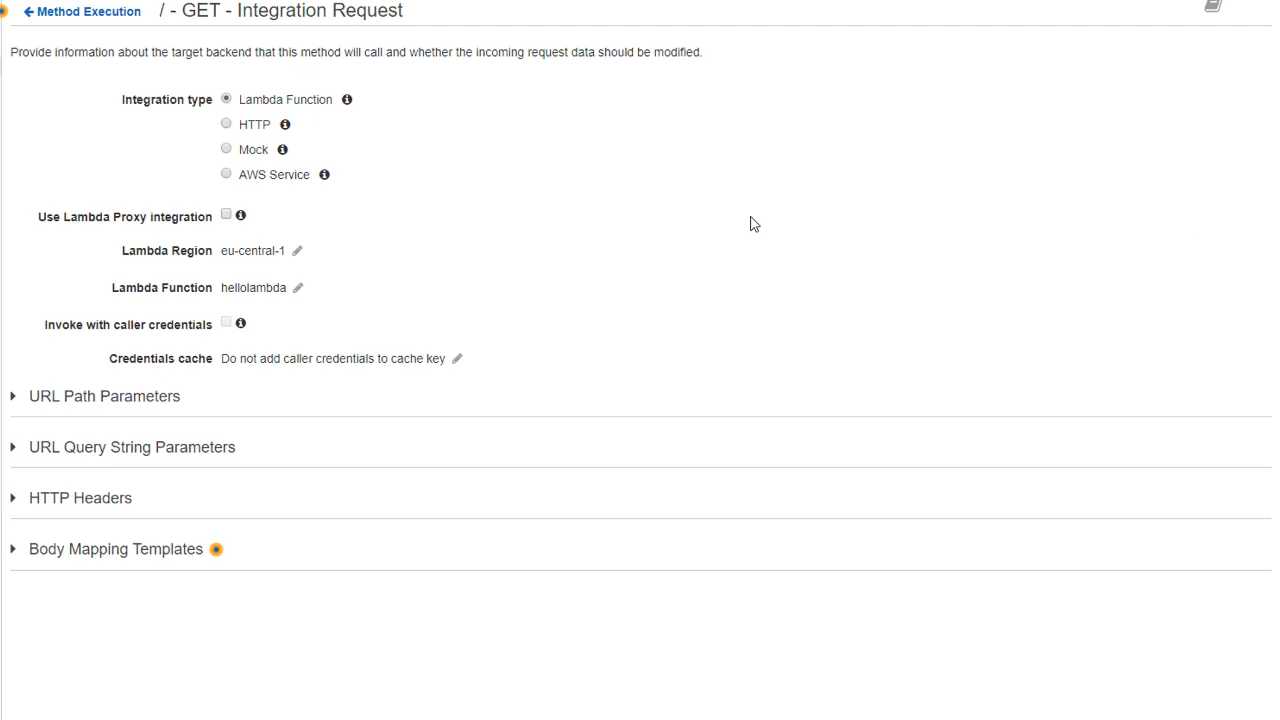 Method Execution / - GET - Integration Request
Provide information about the target backend that this method will call and whether the incoming request data should be modified.
Integration type Lambda Function
HTTP
Mock
AWS Service
Use Lambda Proxy integration
Lambda Region eu-central-1
Lambda Function hellolambda
Invoke with caller credentials
Credentials cache Do not add caller credentials to cache key
URL Path Parameters
URL Query String Parameters
HTTP Headers
Body Mapping Templates